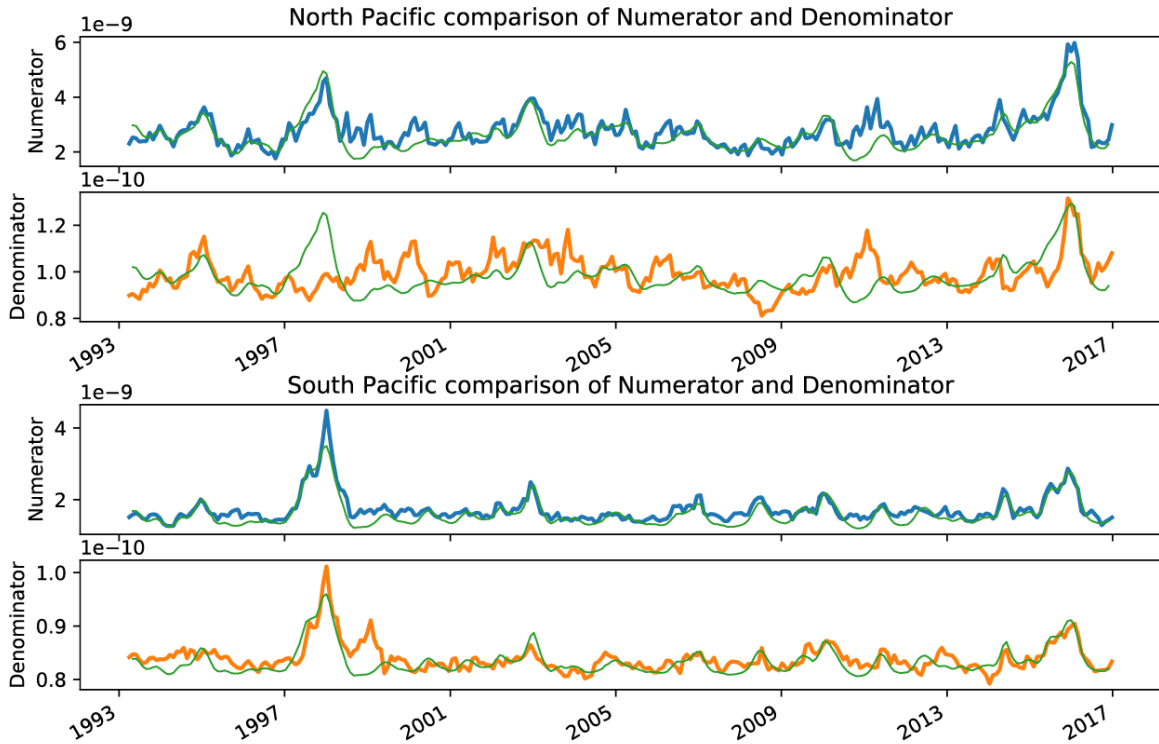 North Pacific comparison of Numerator and Denominator
1e−9
Numerator
6
4
2
1e−10
Denominator
1.2
1.0
0.8
1993 1997 2001 2005 2009 2013 2017
South Pacific comparison of Numerator and Denominator
1e−9
Numerator
4
2
1e−10
Denominator
1.0
0.9
0.8
1993 1997 2001 2005 2009 2013 2017